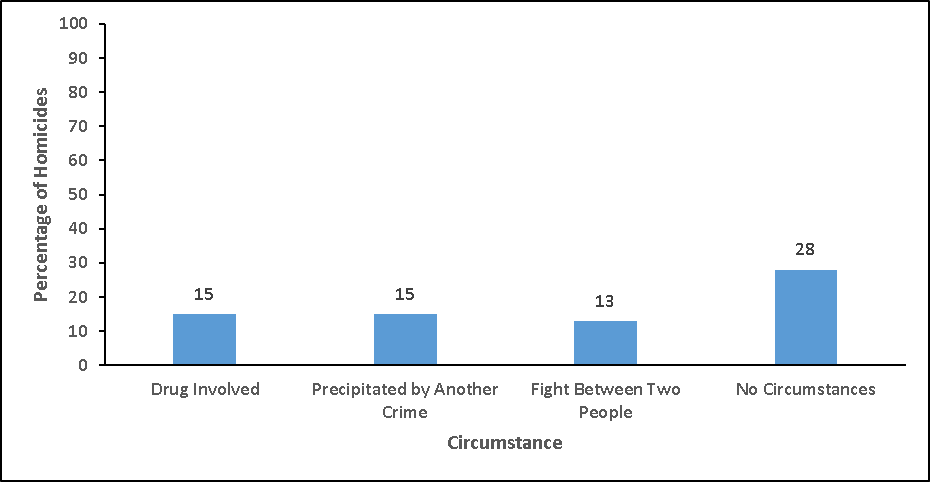 Percentage of Homicides
100
90
80
70
60
50
40
30
20
10
0
15
15
13
28
Drug Involved
Precipitated by Another
Crime
Fight Between Two
People
No Circumstances
Circumstance